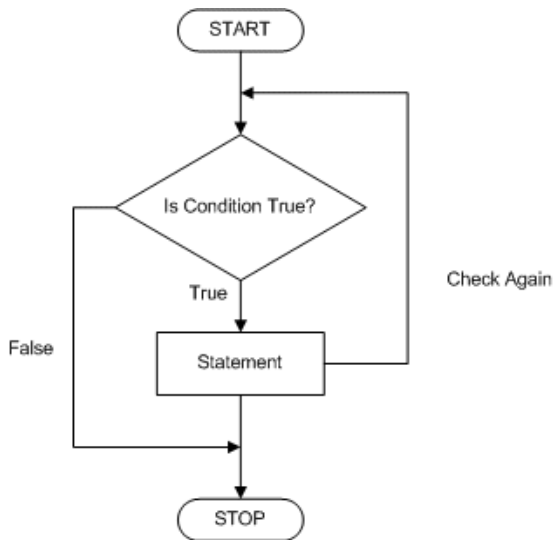 START
Is Condition True?
True
Check Again
False
Statement
STOP